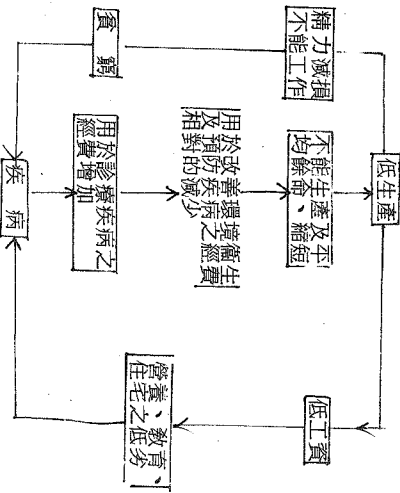 疾病
貧窮
精力減損
不能工作
低生產
不能生產及平
均餘命、縮短
用於改善環境衞生
及預防疾病之經費
相對的減少
用於診療疾病之
經費增加
低工資
營養、教育、
住宅之低劣